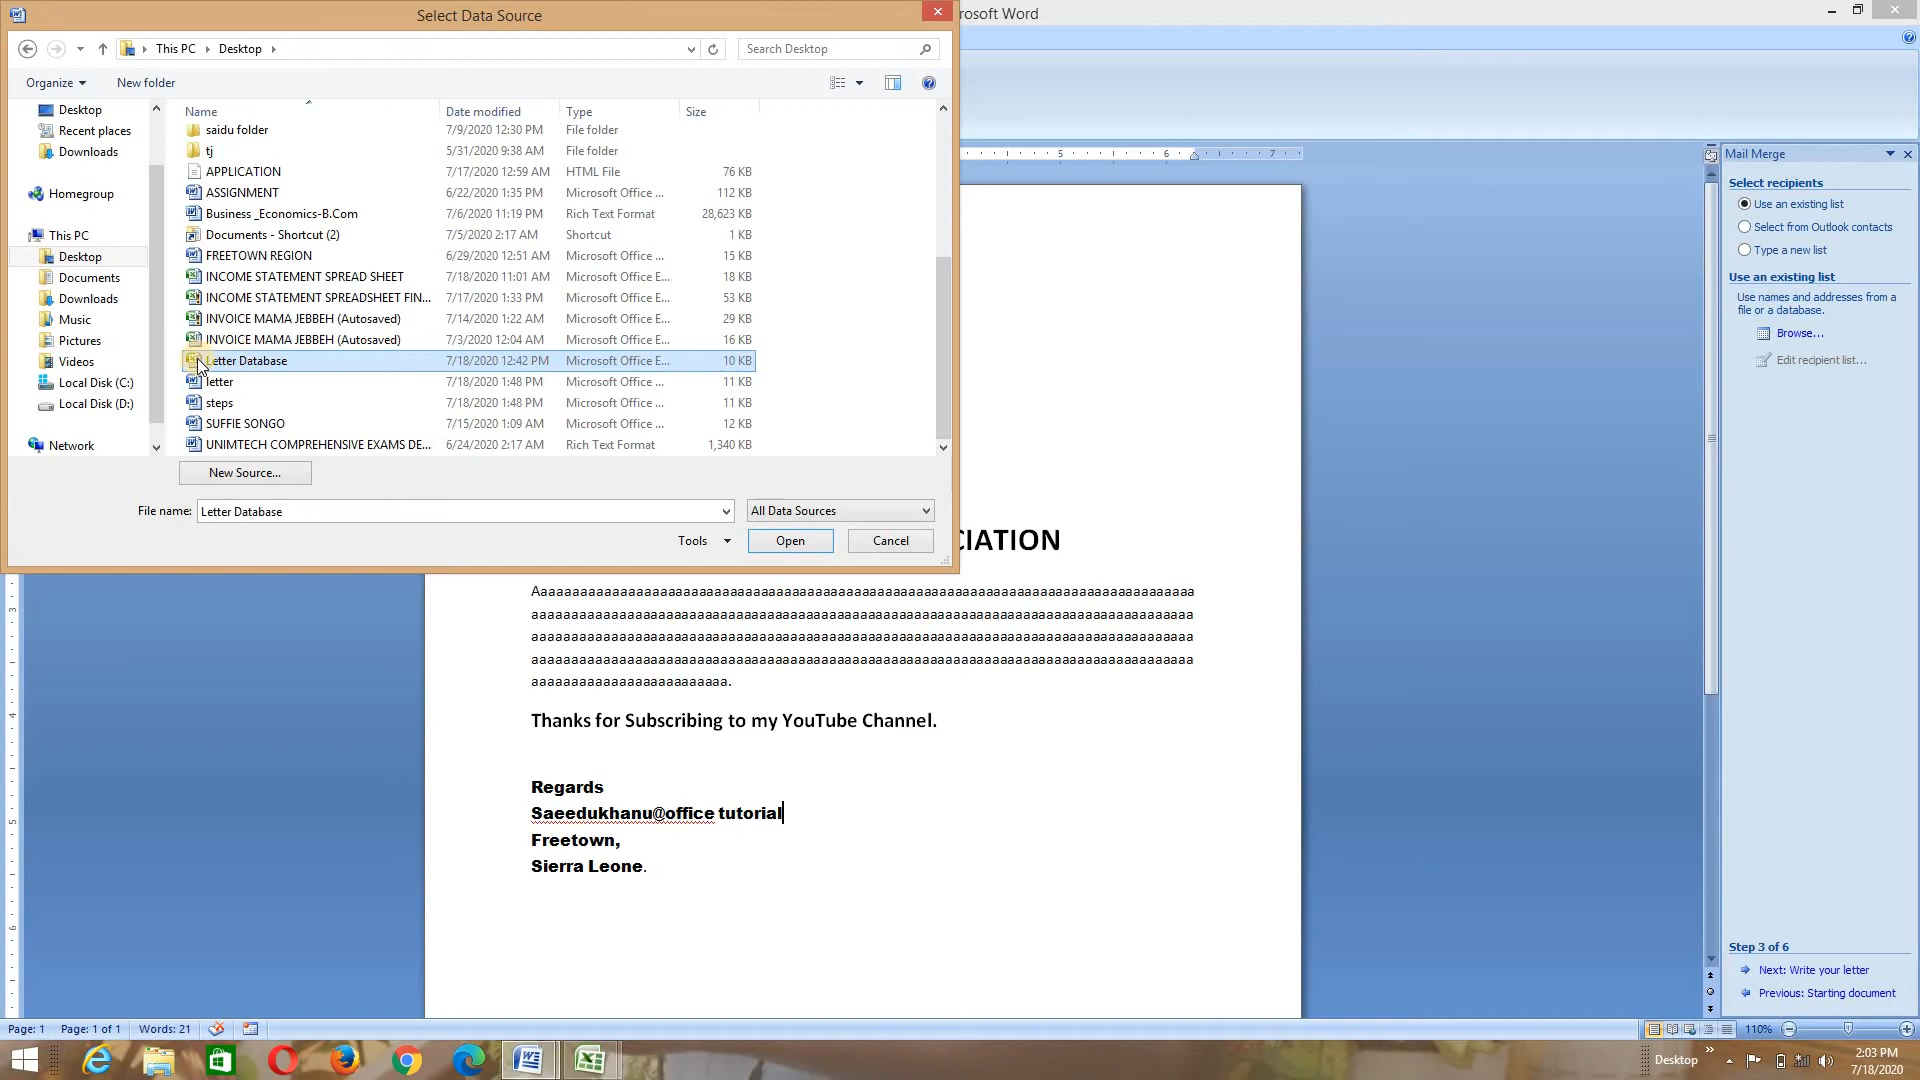 Select Data Source
rosoft Word
This PC
Desktop
Search Desktop
Organize
New folder
Name
Date modified
Type
Size
Desktop
Recent places
Downloads
Homegroup
This PC
Desktop
Documents
Downloads
Music
Pictures
Videos
Local Disk (C:)
Local Disk (D:)
Network
saidu folder 7/9/2020 12:30 PM File folder
tj 5/31/2020 9:38 AM File folder
APPLICATION 7/17/2020 12:59 AM HTML File 76 KB
ASSIGNMENT 6/22/2020 1:35 PM Microsoft Office ... 112 KB
Business _Economics-B.Com 7/6/2020 11:19 PM Rich Text Format 28,623 KB
Documents - Shortcut (2) 7/5/2020 2:17 AM Shortcut 1 KB
FREETOWN REGION 6/29/2020 12:51 AM Microsoft Office ... 15 KB
INCOME STATEMENT SPREAD SHEET 7/18/2020 11:01 AM Microsoft Office E... 18 KB
INCOME STATEMENT SPREADSHEET FIN... 7/17/2020 1:33 PM Microsoft Office E... 53 KB
INVOICE MAMA JEBBEH (Autosaved) 7/14/2020 1:22 AM Microsoft Office E... 29 KB
INVOICE MAMA JEBBEH (Autosaved) 7/3/2020 12:04 AM Microsoft Office E... 16 KB
Letter Database 7/18/2020 12:42 PM Microsoft Office E... 10 KB
letter 7/18/2020 1:48 PM Microsoft Office ... 11 KB
steps 7/18/2020 1:48 PM Microsoft Office ... 11 KB
SUFFIE SONGO 7/15/2020 1:09 AM Microsoft Office ... 12 KB
UNIMTECH COMPREHENSIVE EXAMS DE... 6/24/2020 2:17 AM Rich Text Format 1,340 KB
New Source...
File name: Letter Database
All Data Sources
Tools
Open
Cancel
5 6 7
3
4
5
6
CIATION
Thanks for Subscribing to my YouTube Channel.
Regards
Saeedukhanu@office tutorial
Freetown,
Sierra Leone.
Mail Merge
Select recipients
Use an existing list
Select from Outlook contacts
Type a new list
Use an existing list
Use names and addresses from a
file or a database.
Browse...
Edit recipient list...
Step 3 of 6
Next: Write your letter
Previous: Starting document
Page: 1 Page: 1 of 1 Words: 21
110%
Desktop
2:03 PM
7/18/2020